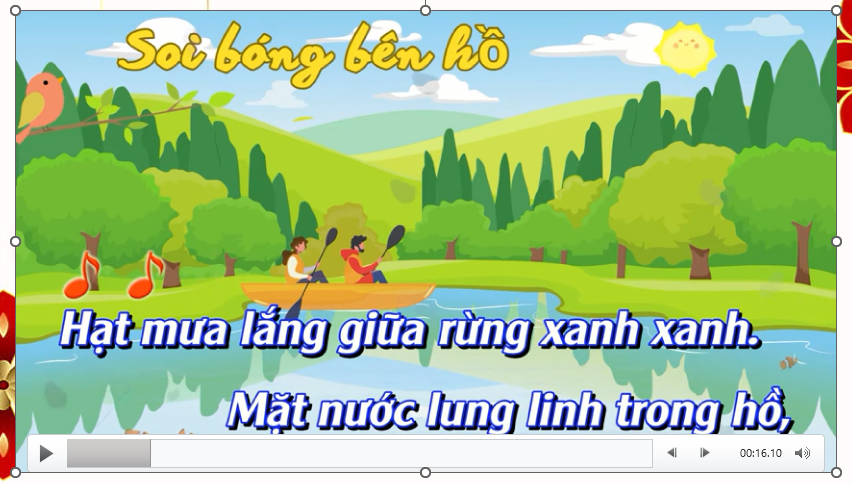 Soi bóng bên hồ
Hạt mưa lắng giữa rừng xanh xanh.
Mặt nước lung linh trong hồ,
00:16.10